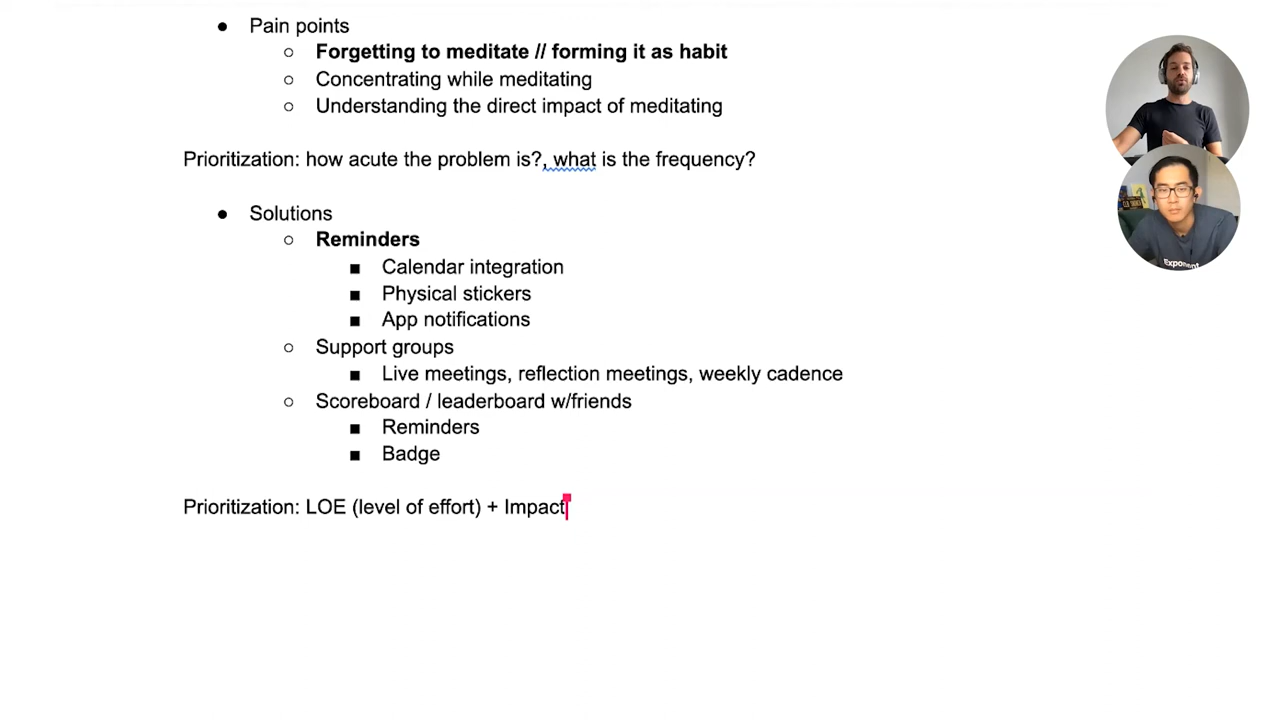 ● Pain points
○ Forgetting to meditate // forming it as habit
○ Concentrating while meditating
○ Understanding the direct impact of meditating
Prioritization: how acute the problem is?, what is the frequency?
● Solutions
○ Reminders
■ Calendar integration
■ Physical stickers
■ App notifications
○ Support groups
■ Live meetings, reflection meetings, weekly cadence
○ Scoreboard / leaderboard w/friends
■ Reminders
■ Badge
Prioritization: LOE (level of effort) + Impact
Exponent